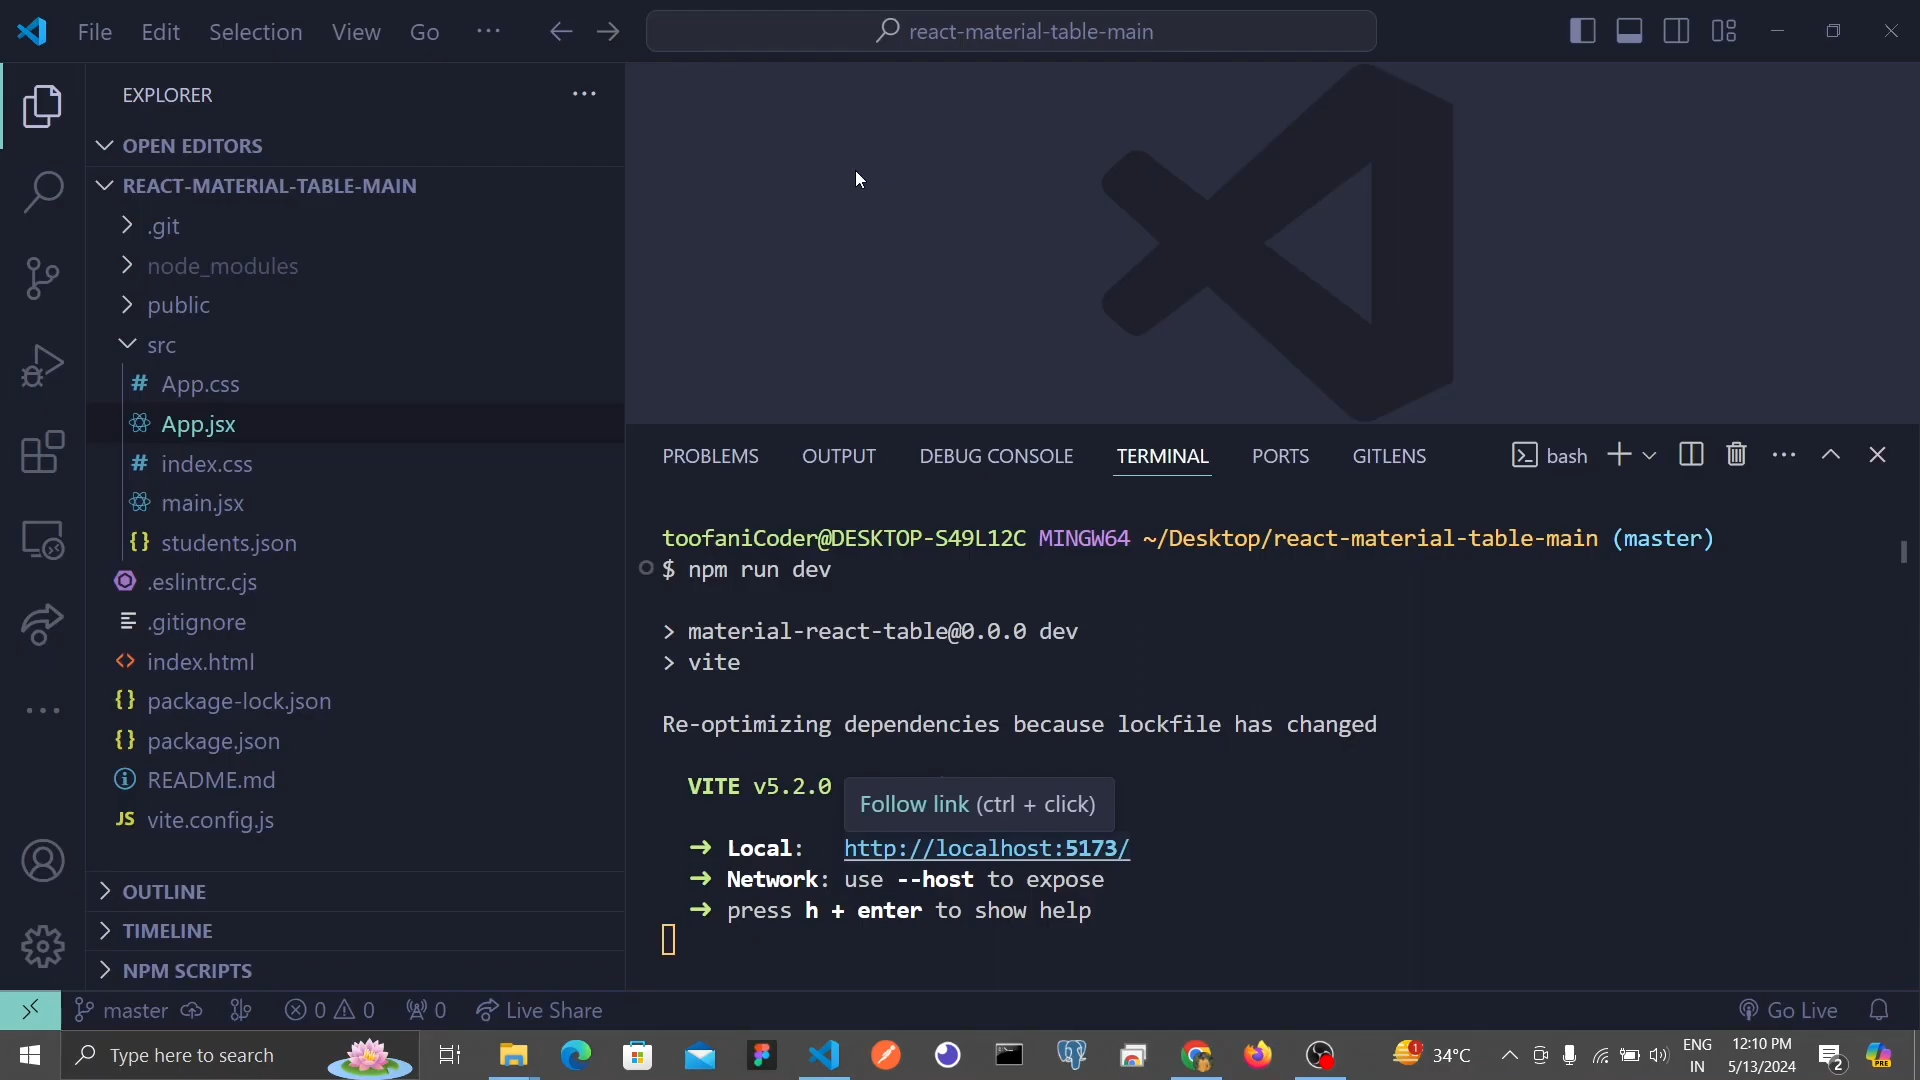 File Edit Selection View Go ··· react-material-table-main
EXPLORER ···
OPEN EDITORS
REACT-MATERIAL-TABLE-MAIN
.git
node_modules
public
src
# App.css
App.jsx
# index.css
main.jsx
{} students.json
.eslintrc.cjs
.gitignore
<> index.html
{} package-lock.json
{} package.json
README.md
JS vite.config.js
OUTLINE
TIMELINE
NPM SCRIPTS
PROBLEMS OUTPUT DEBUG CONSOLE TERMINAL PORTS GITLENS bash
toofaniCoder@DESKTOP-S49L12C MINGW64 ~/Desktop/react-material-table-main (master)
$ npm run dev
> material-react-table@0.0.0 dev
> vite
Re-optimizing dependencies because lockfile has changed
VITE v5.2.0
Follow link (ctrl + click)
➜ Local: http://localhost:5173/
➜ Network: use --host to expose
➜ press h + enter to show help
master 0 0 0 Live Share Go Live
Type here to search 34°C ENG 12:10 PM 2 PRE
IN 5/13/2024